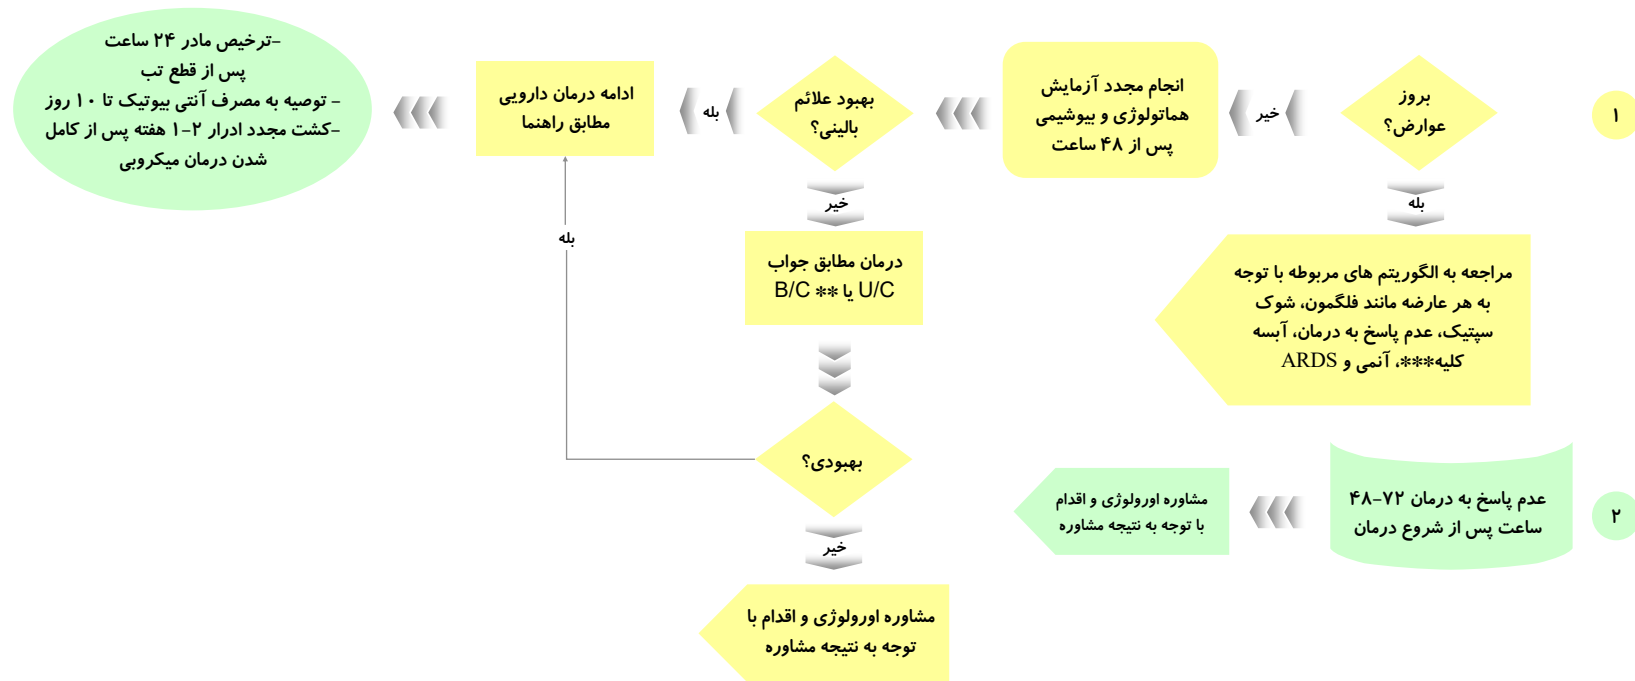 ۱
بروز
عوارض؟
خیر
انجام مجدد آزمایش
هماتولوژی و بیوشیمی
پس از ۴۸ ساعت
بهبود علائم
بالینی؟
بله
ادامه درمان دارویی
مطابق راهنما
-ترخیص مادر ۲۴ ساعت
پس از قطع تب
- توصیه به مصرف آنتی بیوتیک تا ۱۰ روز
-کشت مجدد ادرار ۲-۱ هفته پس از کامل
شدن درمان میکروبی
بله
مراجعه به الگوریتم های مربوطه با توجه
به هر عارضه مانند فلگمون، شوک
سپتیک، عدم پاسخ به درمان، آبسه
کلیه***، آنمی و ARDS
خیر
درمان مطابق جواب
U/C یا ** B/C
بهبودی؟
بله
خیر
مشاوره اورولوژی و اقدام با
توجه به نتیجه مشاوره
۲
عدم پاسخ به درمان ۷۲-۴۸
ساعت پس از شروع درمان
مشاوره اورولوژی و اقدام
با توجه به نتیجه مشاوره